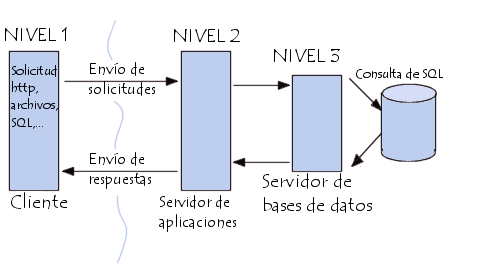 NIVEL 1
NIVEL 2
NIVEL 3
Solicitud
http,
archivos,
SQL,...
Envío de
solicitudes
Consulta de SQL
Envío de
respuestas
Cliente
Servidor de
aplicaciones
Servidor de
bases de datos